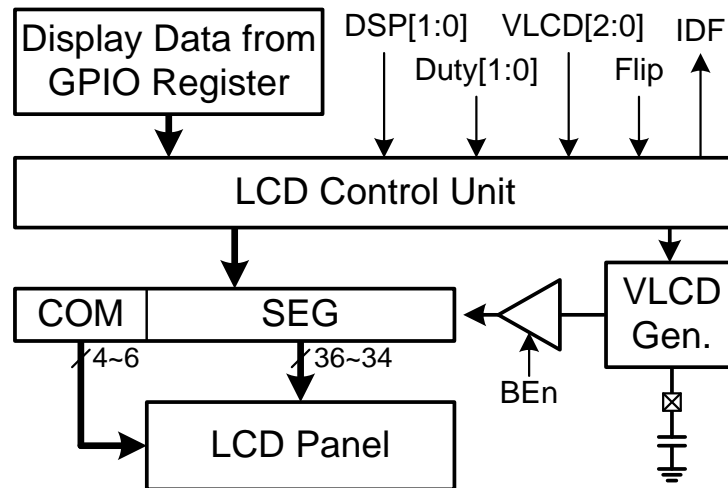 Display Data from
GPIO Register
DSP[1:0]
VLCD[2:0]
IDF
Duty[1:0]
Flip
LCD Control Unit
COM
SEG
VLCD
Gen.
4~6
36~34
BEn
LCD Panel